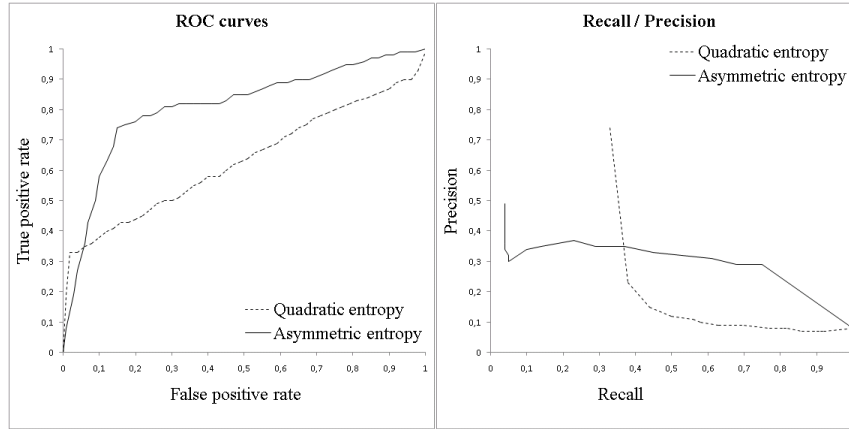 ROC curves
1
0,9
0,8
0,7
0,6
0,5
0,4
0,3
0,2
0,1
0
True positive rate
Quadratic entropy
Asymmetric entropy
0 0,1 0,2 0,3 0,4 0,5 0,6 0,7 0,8 0,9 1
False positive rate
Recall / Precision
Quadratic entropy
Asymmetric entropy
1
0,9
0,8
0,7
0,6
0,5
0,4
0,3
0,2
0,1
0
Precision
0 0,1 0,2 0,3 0,4 0,5 0,6 0,7 0,8 0,9
Recall